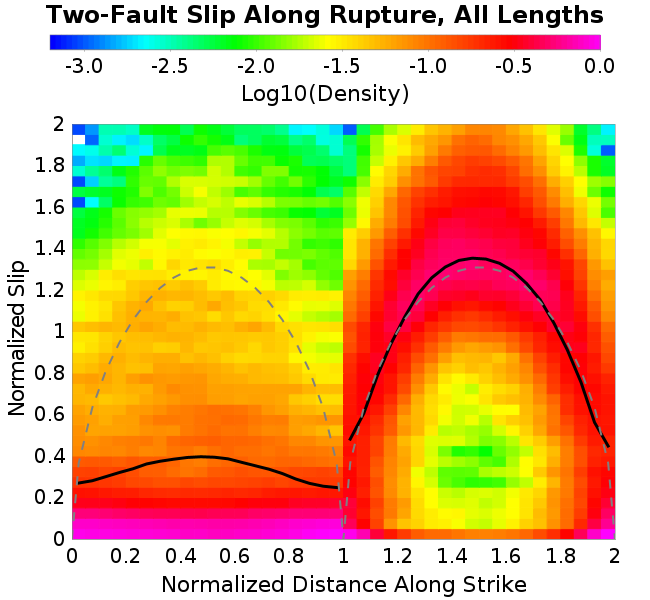 Two-Fault Slip Along Rupture, All Lengths
-3.0 -2.5 -2.0 -1.5 -1.0 -0.5 0.0
Log10(Density)
Normalized Slip
2
1.8
1.6
1.4
1.2
1
0.8
0.6
0.4
0.2
0
0 0.2 0.4 0.6 0.8 1 1.2 1.4 1.6 1.8 2
Normalized Distance Along Strike